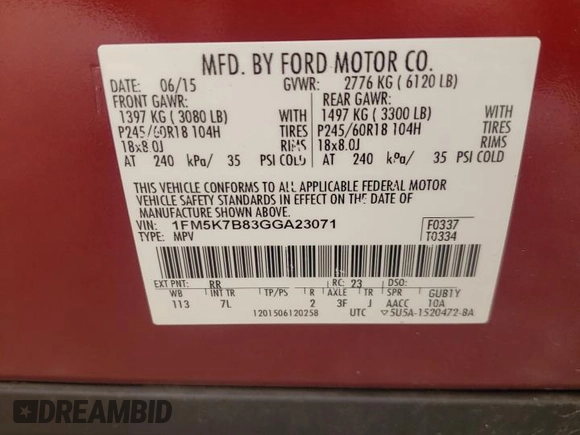 MFD. BY FORD MOTOR CO.
DATE: 06/15 GVWR: 2776 KG ( 6120 LB)
FRONT GAWR: REAR GAWR:
1397 KG ( 3080 LB) WITH 1497 KG ( 3300 LB) WITH
P245/60R18 104H TIRES P245/60R18 104H TIRES
18x8.0J RIMS 18x8.0J RIMS
AT 240 kPa/ 35 PSI COLD AT 240 kPa/ 35 PSI COLD
THIS VEHICLE CONFORMS TO ALL APPLICABLE FEDERAL MOTOR
VEHICLE SAFETY STANDARDS IN EFFECT ON THE DATE OF
MANUFACTURE SHOWN ABOVE.
VIN: 1FM5K7B83GGA23071 F0337
TYPE: MPV T0334
EXT PNT: RR RC: 23 DSO:
WB INT TR TP/PS R AXLE TR SPR GUB1Y
113 7L 2 3F J AACC 10A
1201506120258 UTC ▽5U5A-1520472-BA
DREAMBID